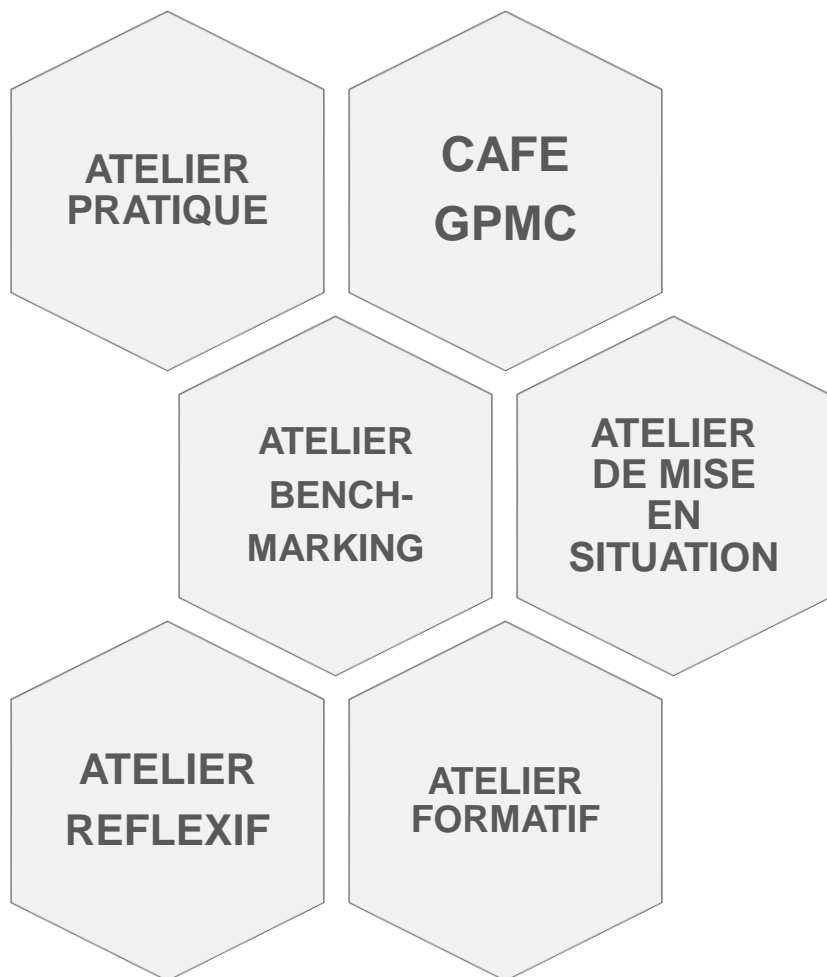 ATELIER
PRATIQUE
CAFE
GPMC
ATELIER
BENCH-
MARKING
ATELIER
DE MISE
EN
SITUATION
ATELIER
REFLEXIF
ATELIER
FORMATIF